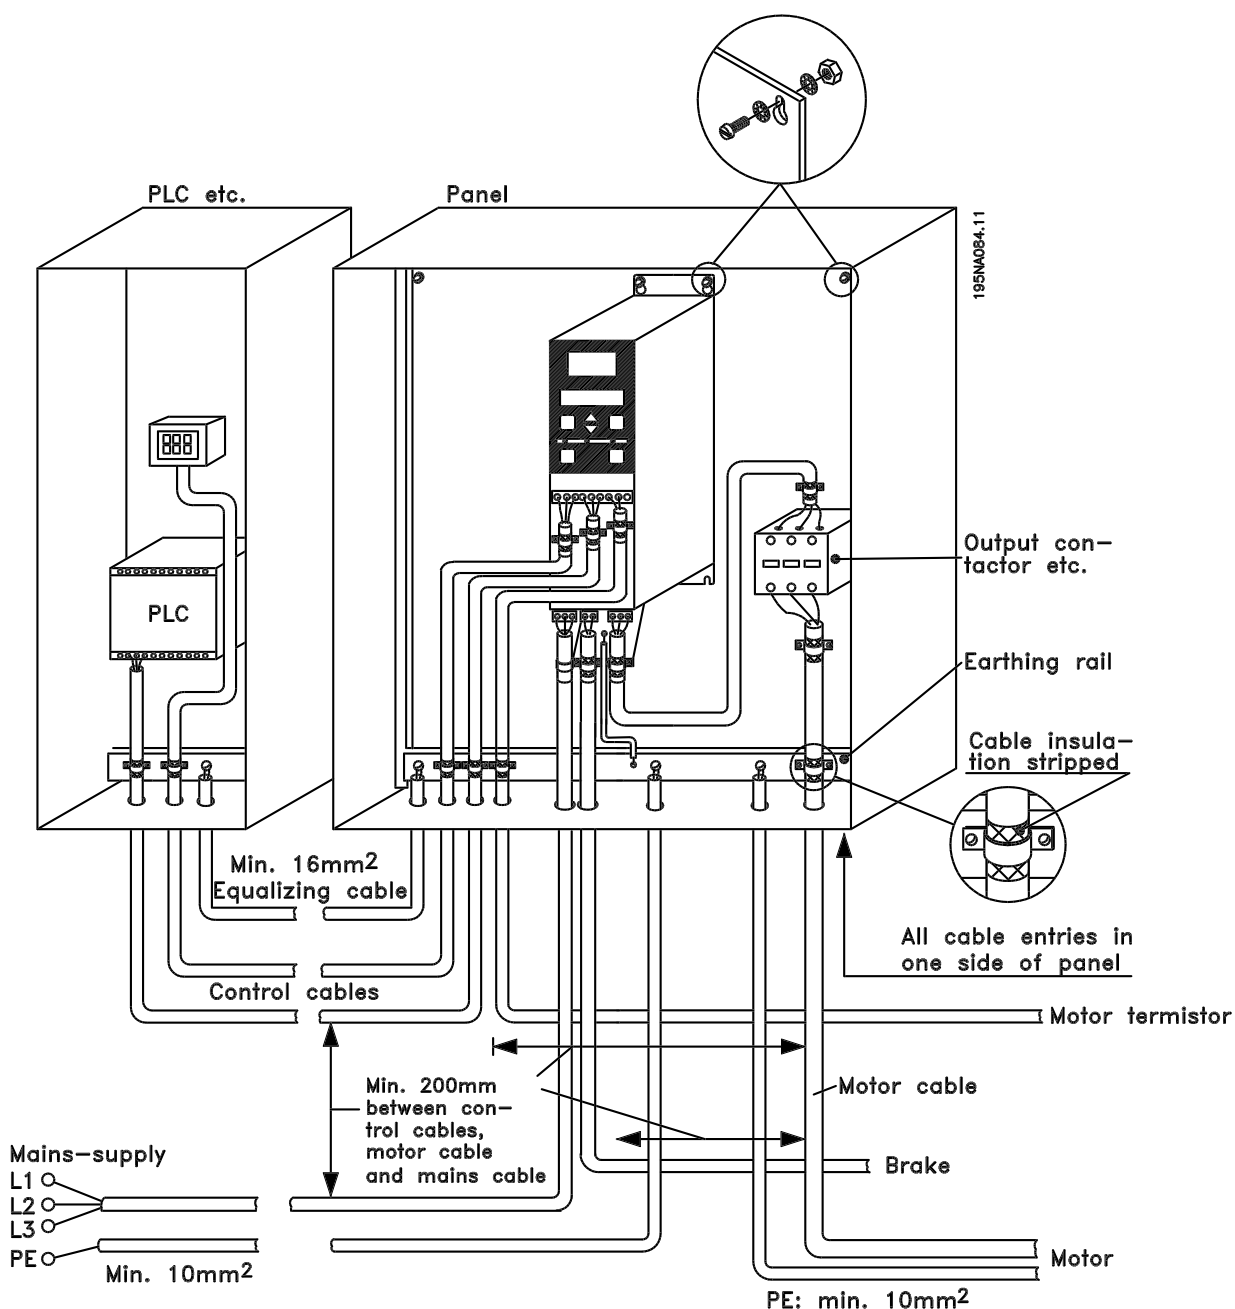 PLC etc.
Panel
195NA084.11
PLC
Output con-
tactor etc.
Earthing rail
Cable insula-
tion stripped
Min. 16mm2
Equalizing cable
All cable entries in
one side of panel
Control cables
Motor termistor
Min. 200mm
between con-
trol cables,
motor cable
and mains cable
Motor cable
Mains-supply
L1
L2
L3
PE
Min. 10mm2
Brake
Motor
PE: min. 10mm2